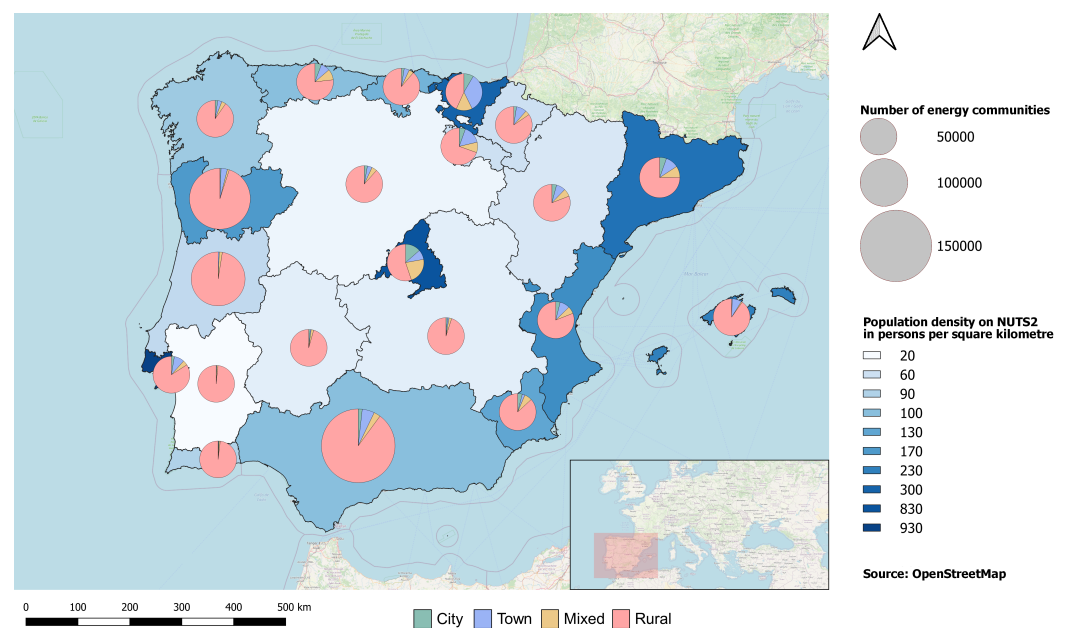 Number of energy communities
50000
100000
150000
Population density on NUTS2
in persons per square kilometre
20
60
90
100
130
170
230
300
830
930
Source: OpenStreetMap
0 100 200 300 400 500 km
City Town Mixed Rural